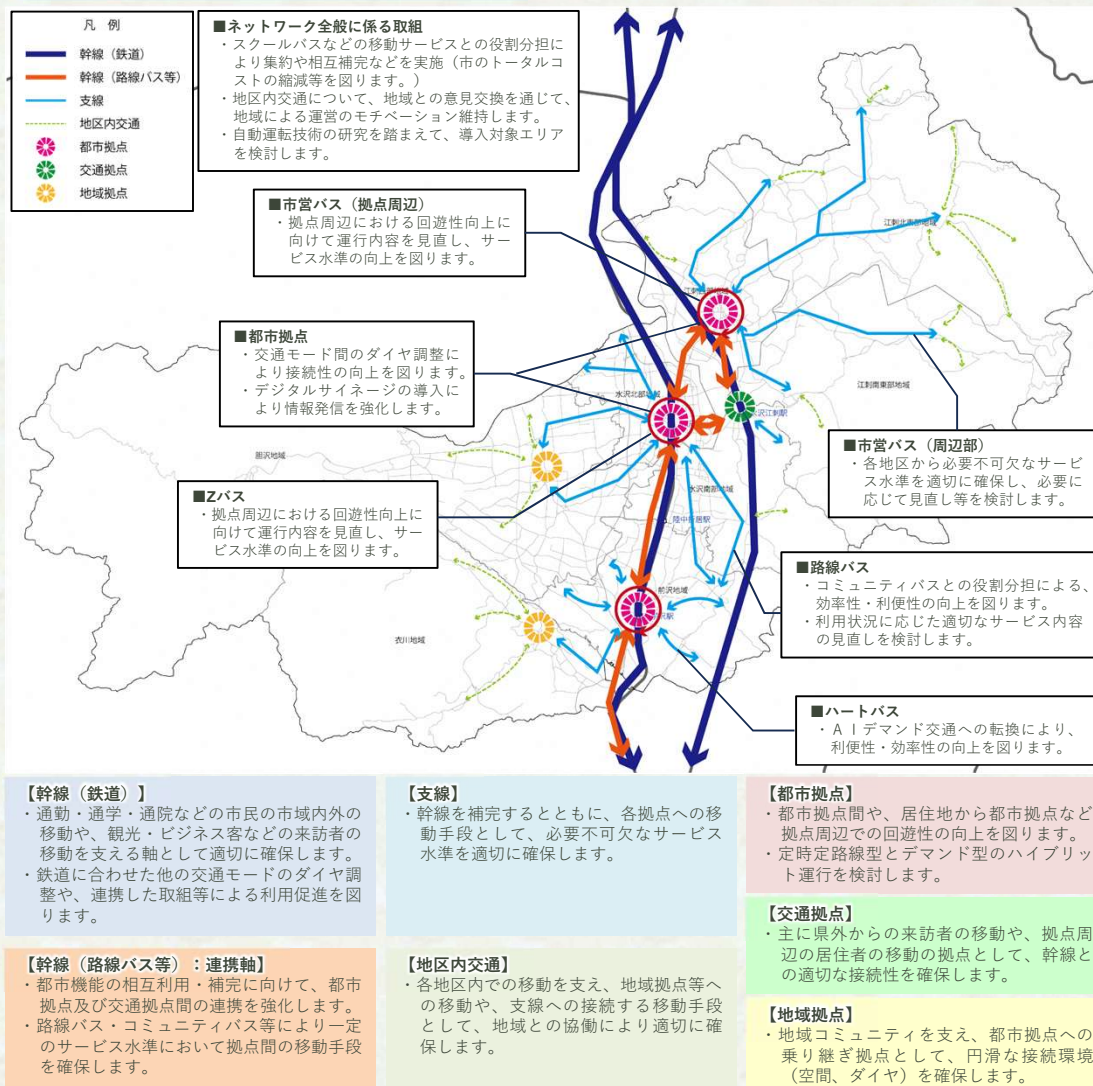 凡 例
幹線（鉄道）
幹線（路線バス等）
支線
地区内交通
都市拠点
交通拠点
地域拠点
■ネットワーク全般に係る取組
・スクールバスなどの移動サービスとの役割分担に
より集約や相互補完などを実施（市のトータルコ
ストの縮減等を図ります。）
・地区内交通について、地域との意見交換を通じて、
地域による運営のモチベーション維持します。
・自動運転技術の研究を踏まえて、導入対象エリア
を検討します。
■市営バス（拠点周辺）
・拠点周辺における回遊性向上に
向けて運行内容を見直し、サー
ビス水準の向上を図ります。
■都市拠点
・交通モード間のダイヤ調整に
より接続性の向上を図ります。
・デジタルサイネージの導入に
より情報発信を強化します。
■Zバス
・拠点周辺における回遊性向上に
向けて運行内容を見直し、サー
ビス水準の向上を図ります。
江刺北東部地域
江刺南東部地域
水沢北部地域
水沢江刺駅
胆沢地域
水沢南部地域
前沢地域
衣川地域
■市営バス（周辺部）
・各地区から必要不可欠なサービ
ス水準を適切に確保し、必要に
応じて見直し等を検討します。
■路線バス
・コミュニティバスとの役割分担による、
効率性・利便性の向上を図ります。
・利用状況に応じた適切なサービス内容
の見直しを検討します。
■ハートバス
・ＡＩデマンド交通への転換により、
利便性・効率性の向上を図ります。
【幹線（鉄道）】
・通勤・通学・通院などの市民の市域内外の
移動や、観光・ビジネス客などの来訪者の
移動を支える軸として適切に確保します。
・鉄道に合わせた他の交通モードのダイヤ調
整や、連携した取組等による利用促進を図
ります。
【幹線（路線バス等）：連携軸】
・都市機能の相互利用・補完に向けて、都市
拠点及び交通拠点間の連携を強化します。
・路線バス・コミュニティバス等により一定
のサービス水準において拠点間の移動手段
を確保します。
【支線】
・幹線を補完するとともに、各拠点への移
動手段として、必要不可欠なサービス
水準を適切に確保します。
【地区内交通】
・各地区内での移動を支え、地域拠点等へ
の移動や、支線への接続する移動手段
として、地域との協働により適切に確
保します。
【都市拠点】
・都市拠点間や、居住地から都市拠点など
拠点周辺での回遊性の向上を図ります。
・定時定路線型とデマンド型のハイブリッ
ト運行を検討します。
【交通拠点】
・主に県外からの来訪者の移動や、拠点周
辺の居住者の移動の拠点として、幹線と
の適切な接続性を確保します。
【地域拠点】
・地域コミュニティを支え、都市拠点への
乗り継ぎ拠点として、円滑な接続環境
（空間、ダイヤ）を確保します。